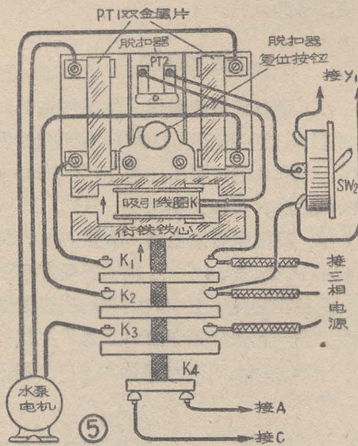 PT1双金属片
脱扣器
脱扣器
复位按钮
PT2
接Y1
SW2
吸引线圈K
衔铁铁心
K1
K2
K3
接三相电源
K4
水泵
电机
⑤
接A
接C